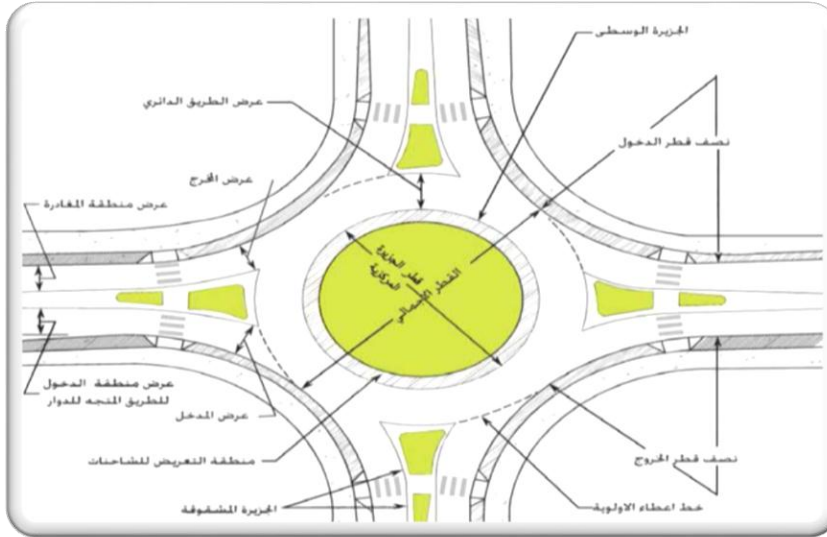 الجزيرة الوسطى
عرض الطريق الدائري
نصف قطر الدخول
عرض المخرج
عرض منطقة المغادرة
قطر الجزيرة
المركزية
القطر الإجمالي
عرض منطقة الدخول
للطريق المتجه للدوار
عرض المدخل
منطقة التعريض للشاحنات
نصف قطر الخروج
الجزيرة المشقوفة
خط اعطاء الاولوية